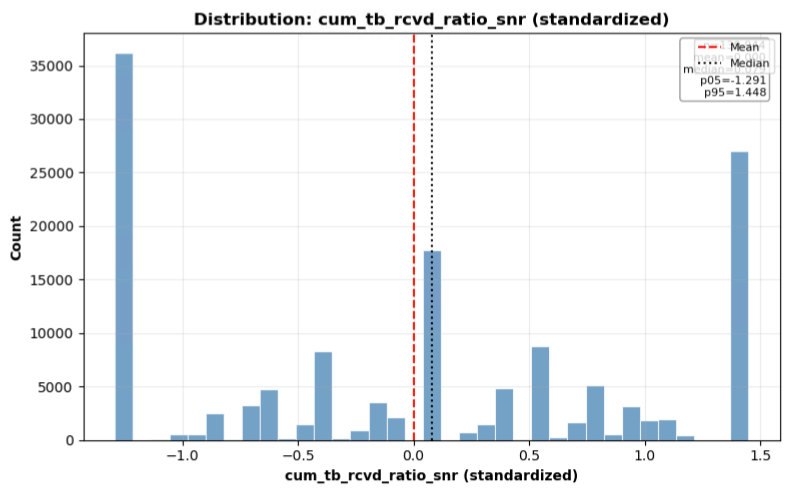 Distribution: cum_tb_rcvd_ratio_snr (standardized)
Mean
Median
p05=-1.291
p95=1.448
35000
30000
25000
20000
15000
10000
5000
0
Count
−1.0
−0.5
0.0
0.5
1.0
1.5
cum_tb_rcvd_ratio_snr (standardized)